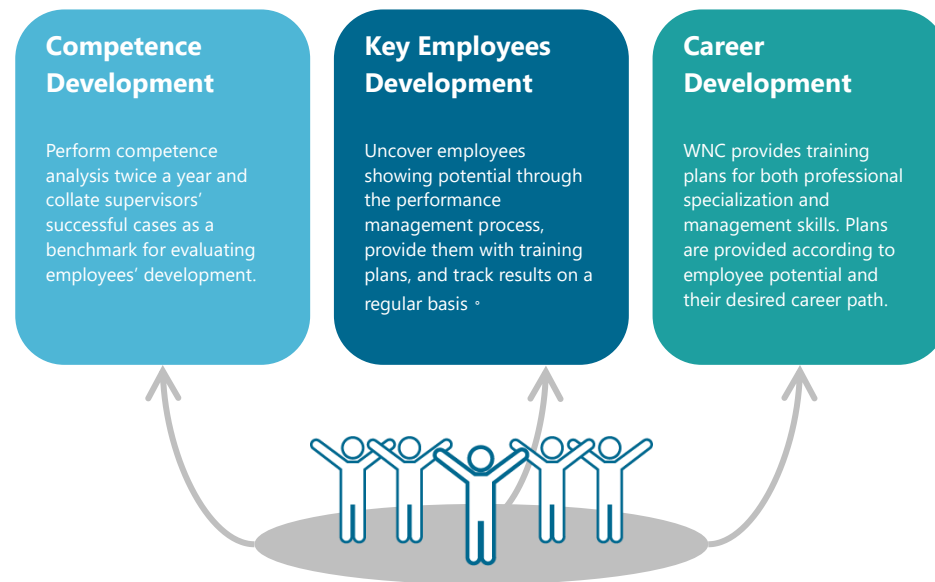 Competence
Development
Perform competence
analysis twice a year and
collate supervisors’
successful cases as a
benchmark for evaluating
employees’ development.
Key Employees
Development
Uncover employees
showing potential through
the performance
management process,
provide them with training
plans, and track results on a
regular basis。
Career
Development
WNC provides training
plans for both professional
specialization and
management skills. Plans
are provided according to
employee potential and
their desired career path.